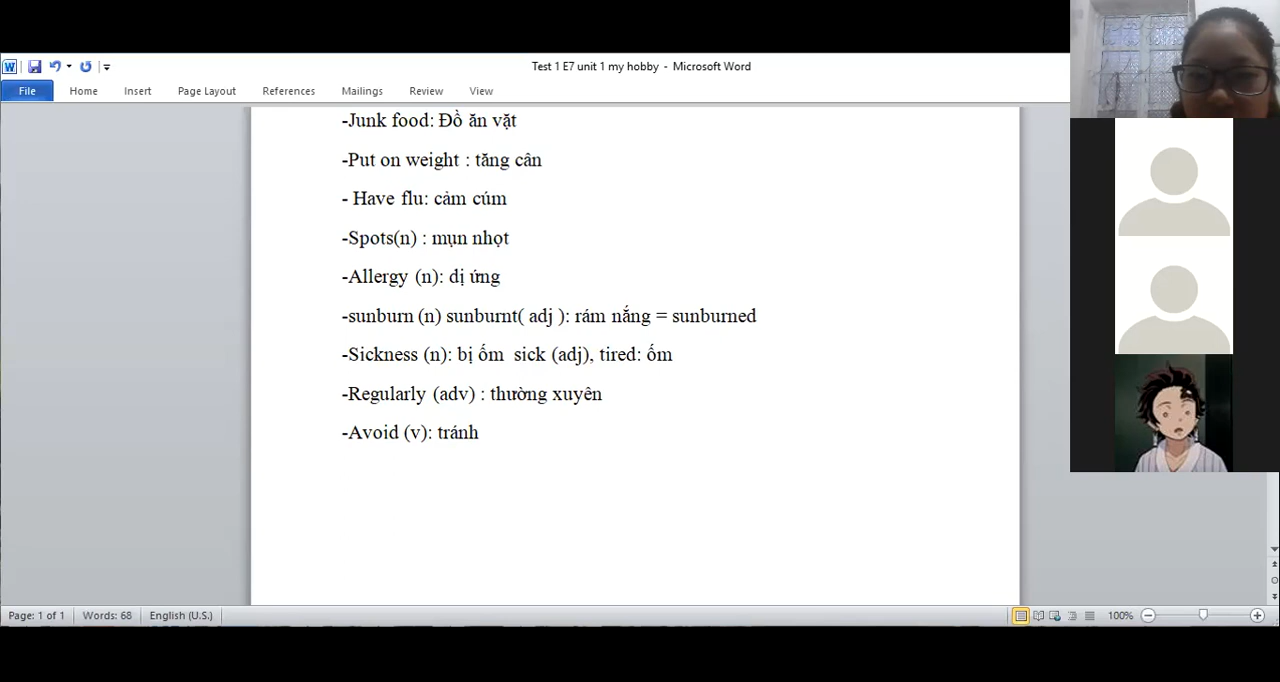 Test 1 E7 unit 1 my hobby - Microsoft Word
File Home Insert Page Layout References Mailings Review View
-Junk food: Đồ ăn vặt
-Put on weight : tăng cân
- Have flu: cảm cúm
-Spots(n) : mụn nhọt
-Allergy (n): dị ứng
-sunburn (n) sunburnt( adj ): rám nắng = sunburned
-Sickness (n): bị ốm  sick (adj), tired: ốm
-Regularly (adv) : thường xuyên
-Avoid (v): tránh
Page: 1 of 1 Words: 68 English (U.S.) 100%